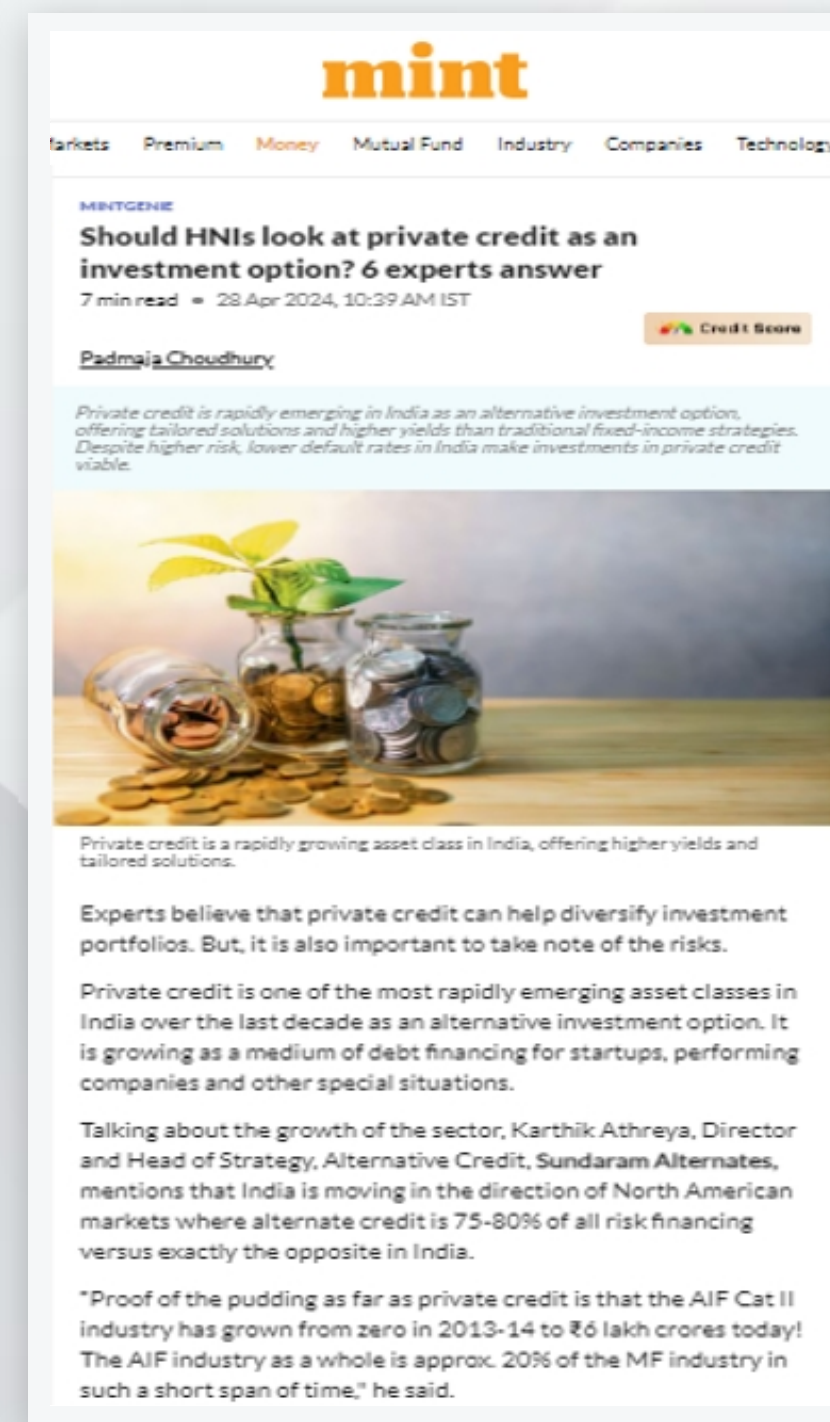 mint
arkets Premium Money Mutual Fund Industry Companies Technology
MINTGENIE
Should HNIs look at private credit as an
investment option? 6 experts answer
7 min read • 28 Apr 2024, 10:39 AM IST
Credit Score
Padmaja Choudhury
Private credit is rapidly emerging in India as an alternative investment option,
offering tailored solutions and higher yields than traditional fixed-income strategies.
Despite higher risk, lower default rates in India make investments in private credit
viable.
Private credit is a rapidly growing asset class in India, offering higher yields and
tailored solutions.
Experts believe that private credit can help diversify investment
portfolios. But, it is also important to take note of the risks.
Private credit is one of the most rapidly emerging asset classes in
India over the last decade as an alternative investment option. It
is growing as a medium of debt financing for startups, performing
companies and other special situations.
Talking about the growth of the sector, Karthik Athreya, Director
and Head of Strategy, Alternative Credit, Sundaram Alternates,
mentions that India is moving in the direction of North American
markets where alternate credit is 75-80% of all risk financing
versus exactly the opposite in India.
"Proof of the pudding as far as private credit is that the AIF Cat II
industry has grown from zero in 2013-14 to ₹6 lakh crores today!
The AIF industry as a whole is approx. 20% of the MF industry in
such a short span of time," he said.